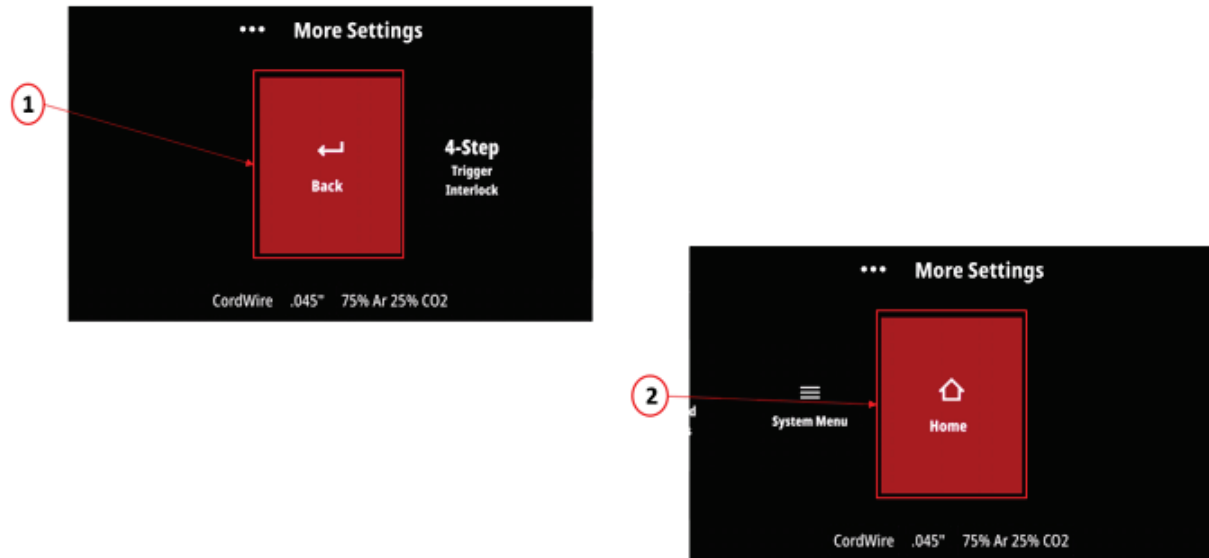 ••• More Settings
1
Back
4-Step
Trigger
Interlock
CordWire .045" 75% Ar 25% CO2
••• More Settings
2
d
s
System Menu
Home
CordWire .045" 75% Ar 25% CO2